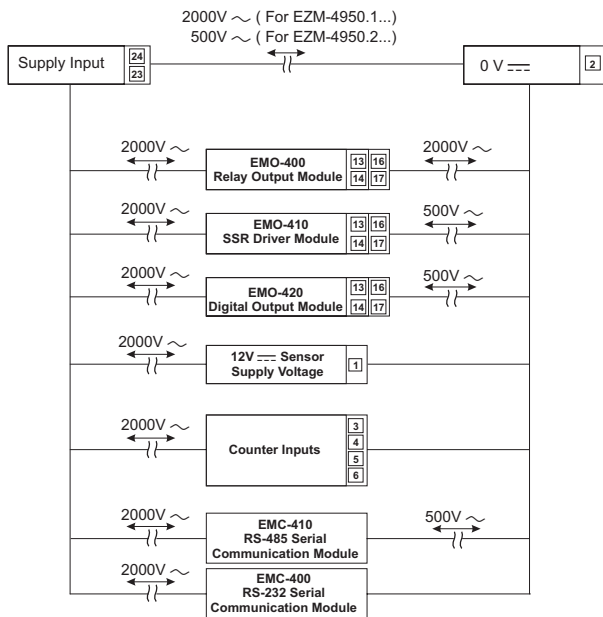 2000V ～ ( For EZM-4950.1...)
500V ～ ( For EZM-4950.2...)
Supply Input 24 23
0 V ⎓ 2
2000V ～
EMO-400
Relay Output Module
13 16
14 17
2000V ～
2000V ～
EMO-410
SSR Driver Module
13 16
14 17
500V ～
2000V ～
EMO-420
Digital Output Module
13 16
14 17
500V ～
2000V ～
12V ⎓ Sensor
Supply Voltage
1
2000V ～
Counter Inputs
3
4
5
6
2000V ～
EMC-410
RS-485 Serial
Communication Module
500V ～
2000V ～
EMC-400
RS-232 Serial
Communication Module